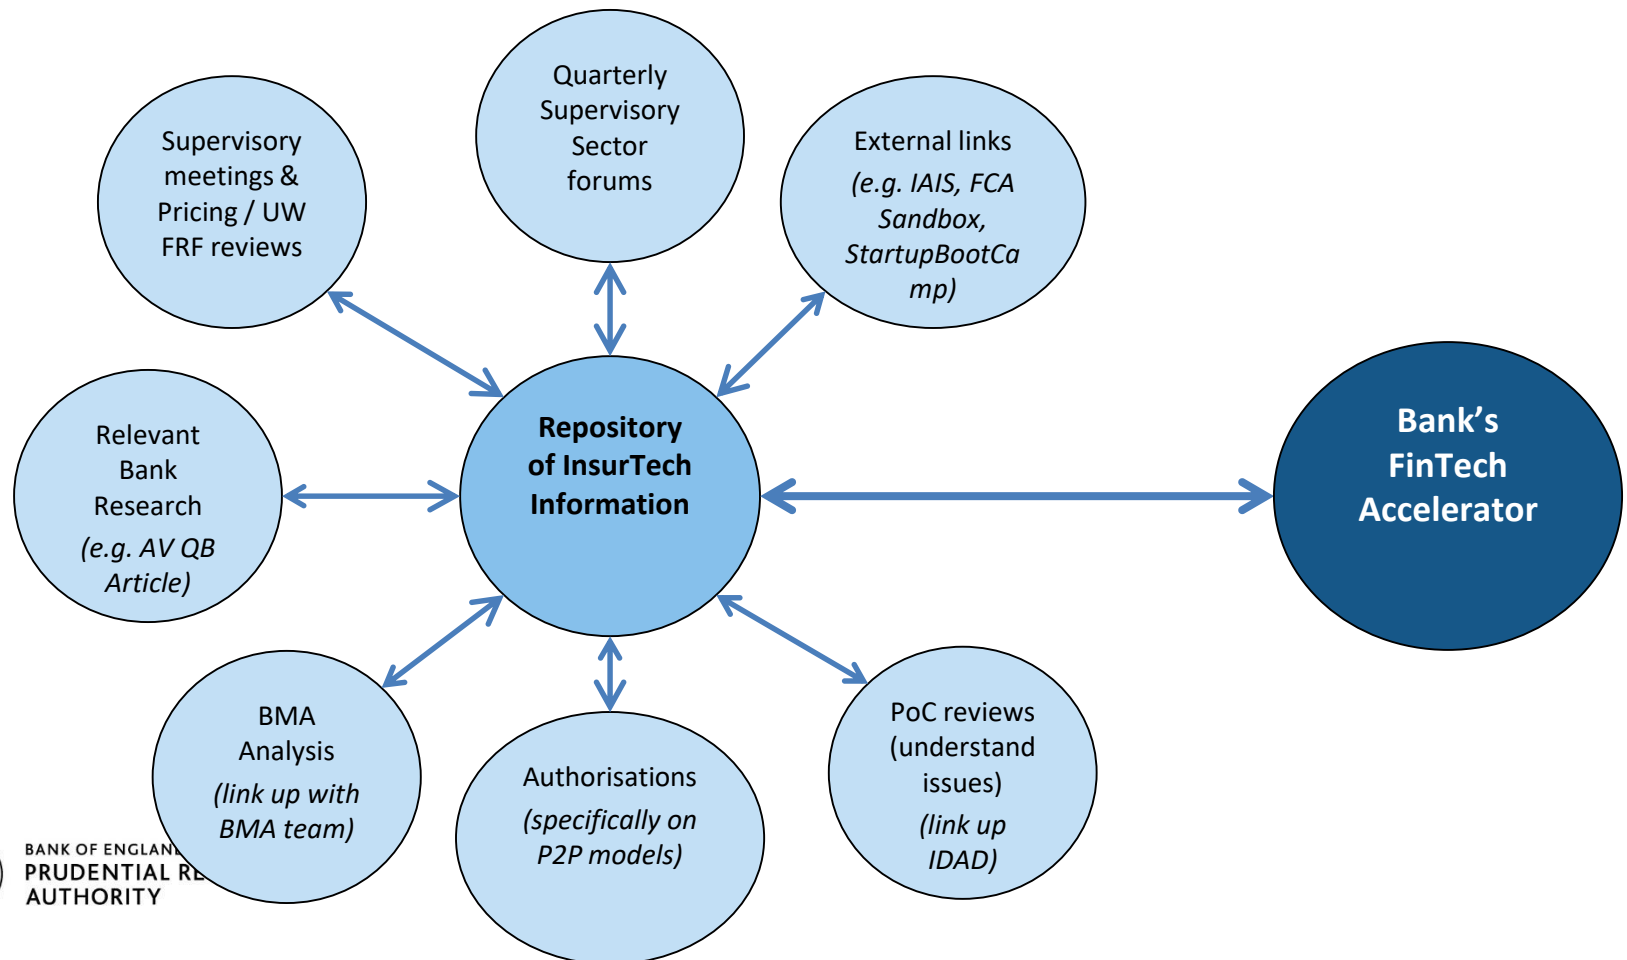 Quarterly
Supervisory
Sector
forums
Supervisory
meetings &
Pricing / UW
FRF reviews
External links
(e.g. IAIS, FCA
Sandbox,
StartupBootCa
mp)
Relevant
Bank
Research
(e.g. AV QB
Article)
Repository
of InsurTech
Information
Bank’s
FinTech
Accelerator
BMA
Analysis
(link up with
BMA team)
Authorisations
(specifically on
P2P models)
PoC reviews
(understand
issues)
(link up
IDAD)
BANK OF ENGLAN
PRUDENTIAL RE
AUTHORITY